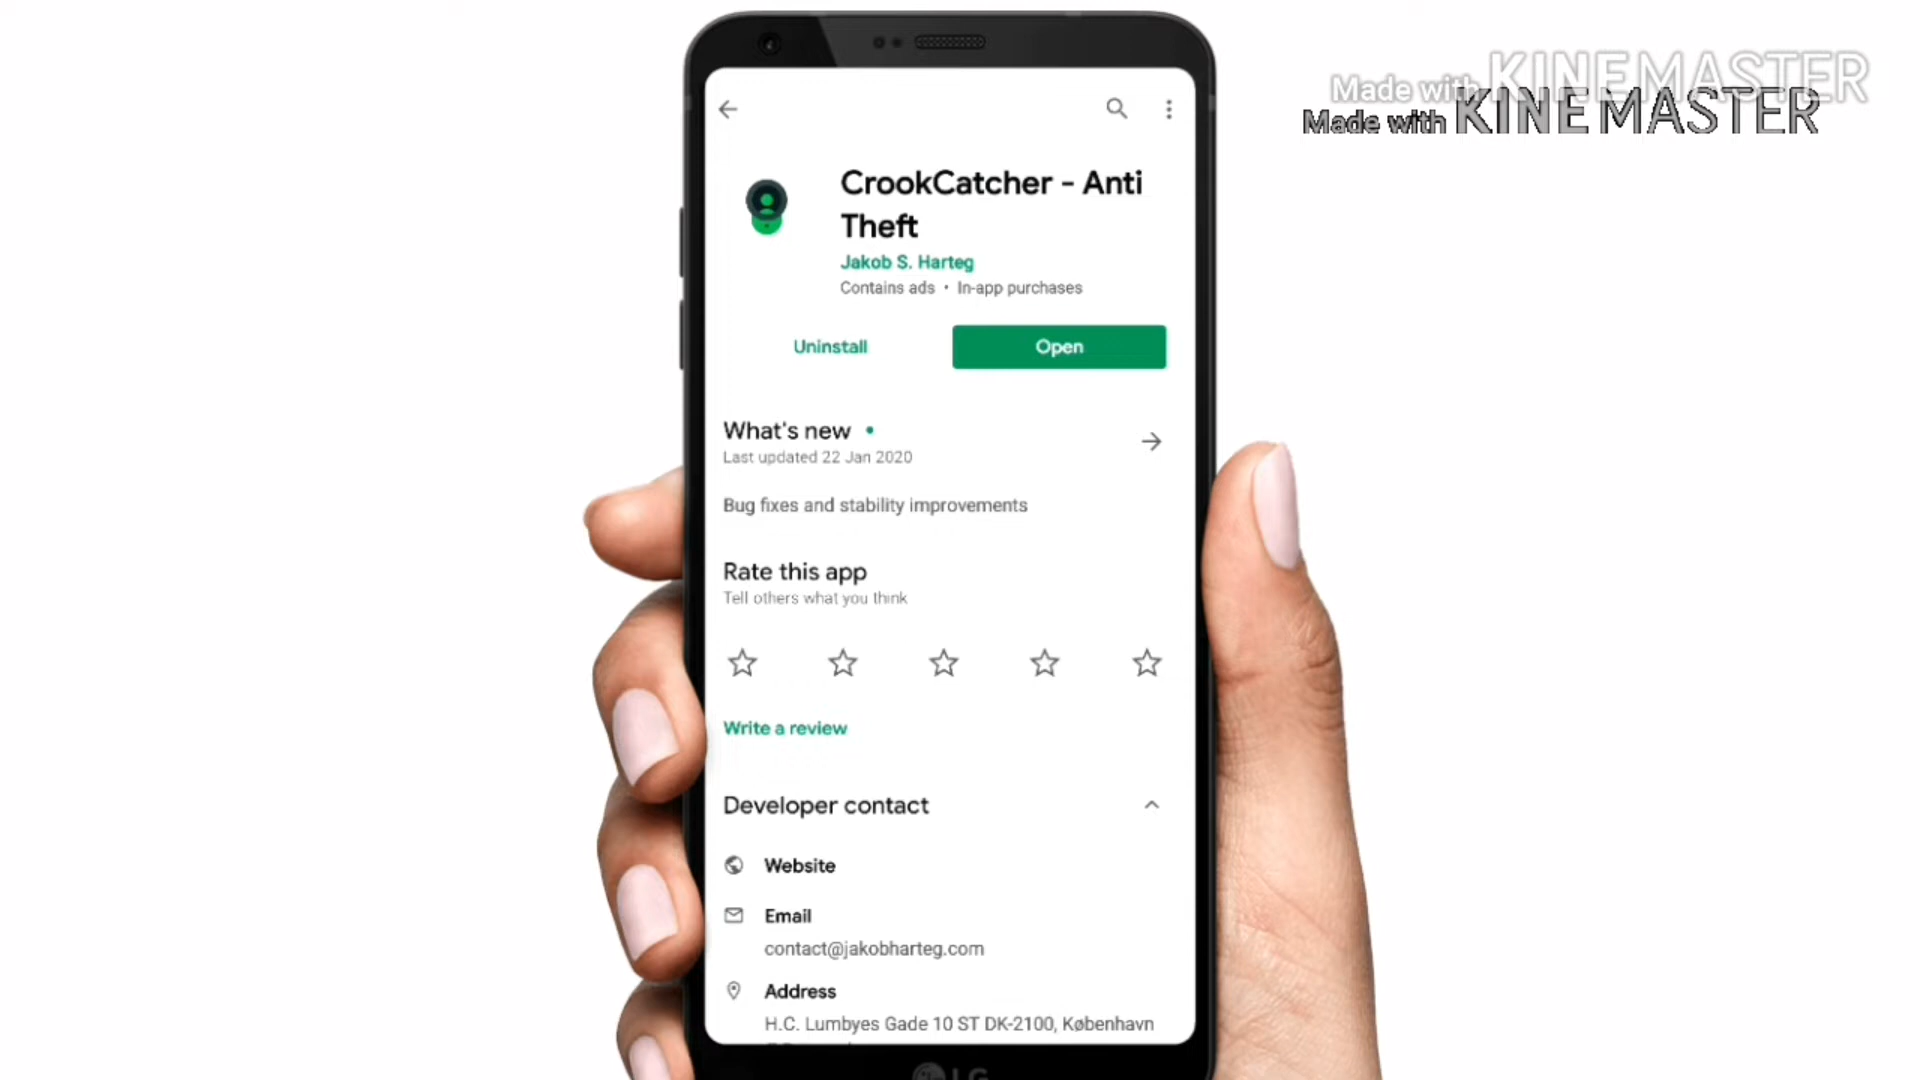 Made with KINEMASTER
Made with KINEMASTER
CrookCatcher - Anti
Theft
Jakob S. Harteg
Contains ads • In-app purchases
Uninstall
Open
What's new •
Last updated 22 Jan 2020
Bug fixes and stability improvements
Rate this app
Tell others what you think
Write a review
Developer contact
Website
Email
contact@jakobharteg.com
Address
H.C. Lumbyes Gade 10 ST DK-2100, København
LG